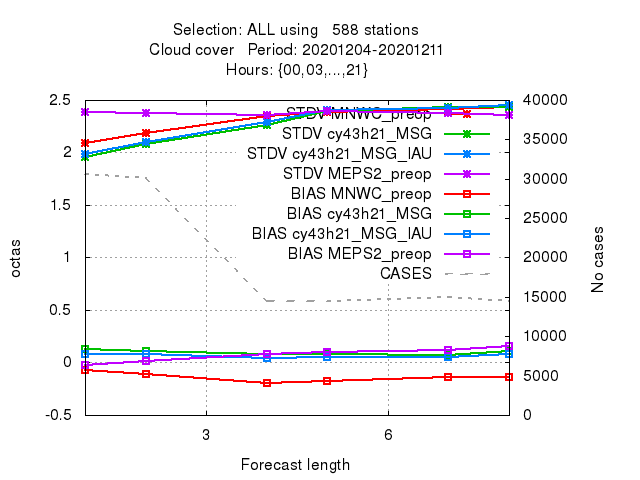 Selection: ALL using   588 stations
Cloud cover   Period: 20201204-20201211
Hours: {00,03,...,21}
2.5
2
1.5
1
0.5
0
-0.5
octas
STDV MNWC_preop
STDV cy43h21_MSG
STDV cy43h21_MSG_IAU
STDV MEPS2_preop
BIAS MNWC_preop
BIAS cy43h21_MSG
BIAS cy43h21_MSG_IAU
BIAS MEPS2_preop
CASES
40000
35000
30000
25000
20000
15000
10000
5000
0
No cases
3
6
Forecast length